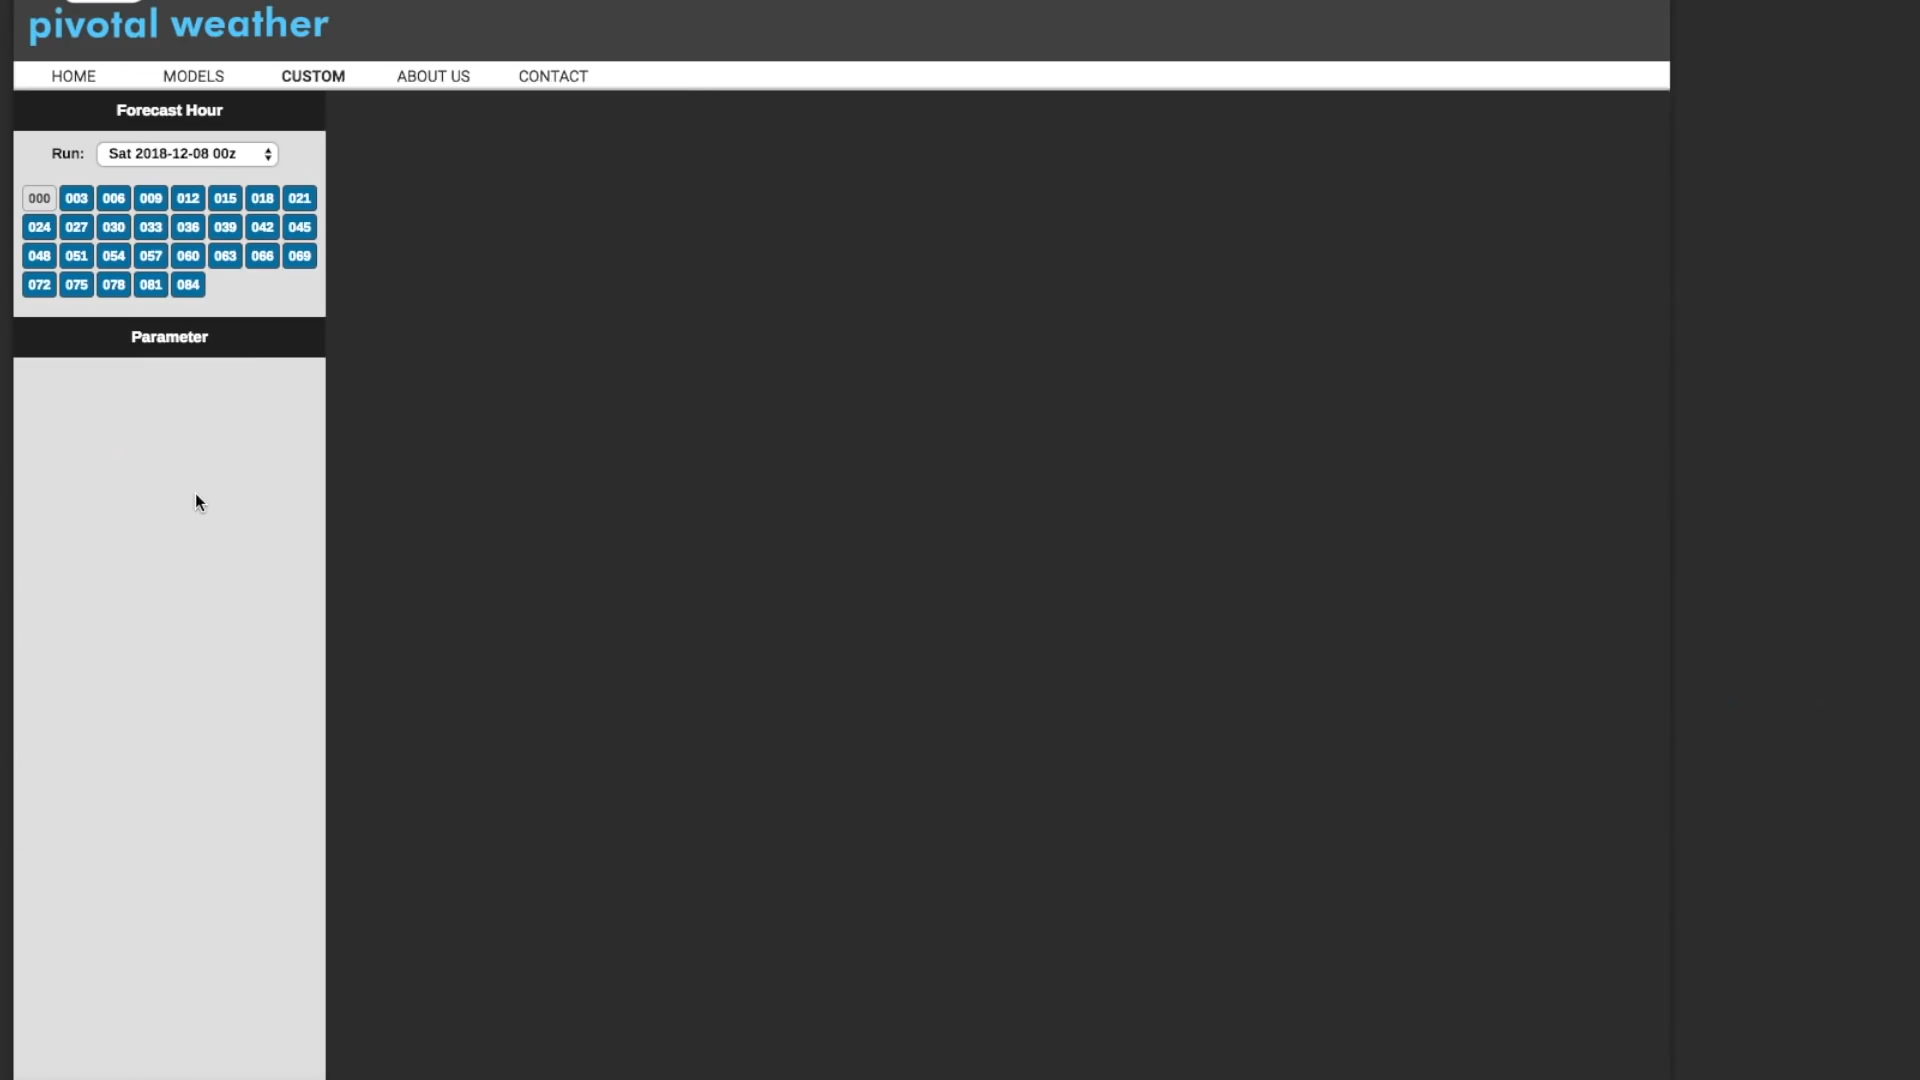 pivotal weather
HOME MODELS CUSTOM ABOUT US CONTACT
Forecast Hour
Run: Sat 2018-12-08 00z
000 003 006 009 012 015 018 021
024 027 030 033 036 039 042 045
048 051 054 057 060 063 066 069
072 075 078 081 084
Parameter